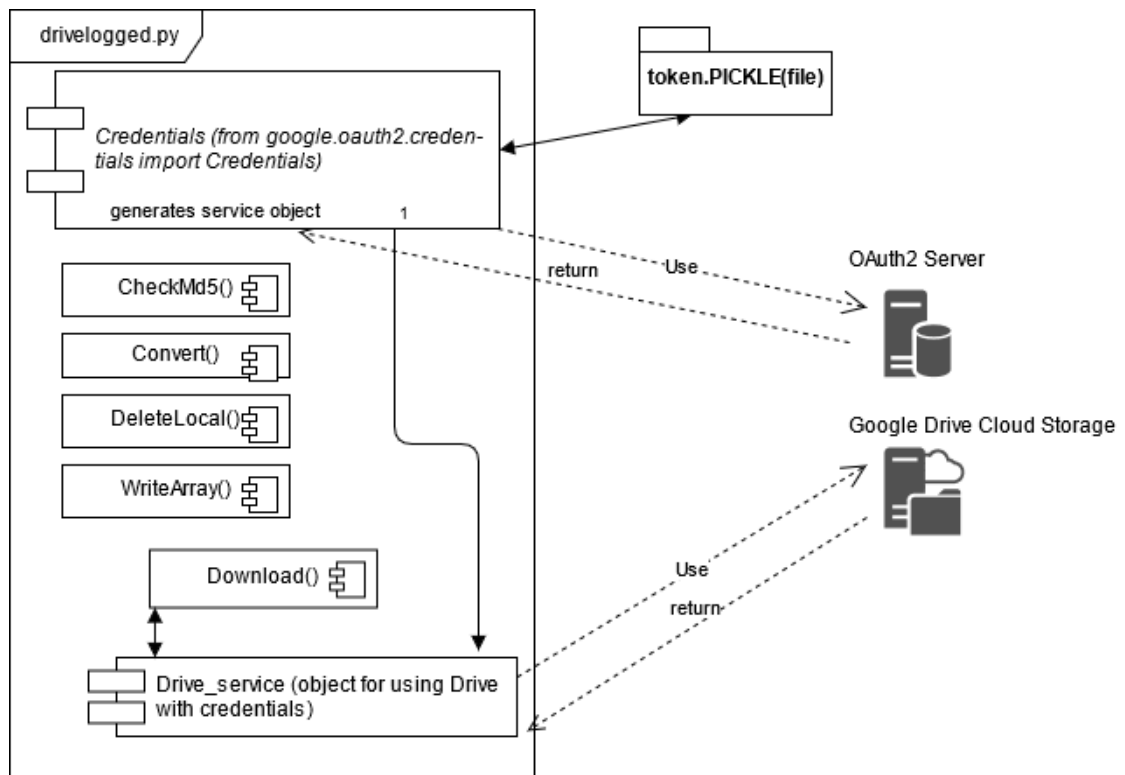 drivelogged.py
token.PICKLE(file)
Credentials (from google.oauth2.creden-
tials import Credentials)
generates service object
1
return
Use
OAuth2 Server
CheckMd5()
Convert()
DeleteLocal()
WriteArray()
Google Drive Cloud Storage
Download()
Use
return
Drive_service (object for using Drive
with credentials)